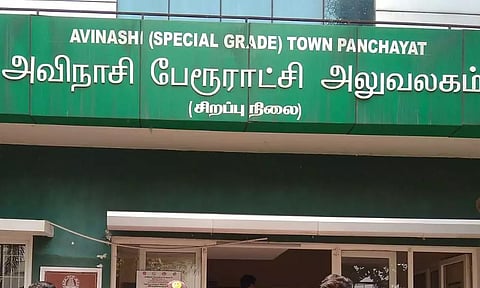 AVINASHI (SPECIAL GRADE) TOWN PANCHAYAT
அவிநாசி பேரூராட்சி அலுவலகம்
(சிறப்பு நிலை)